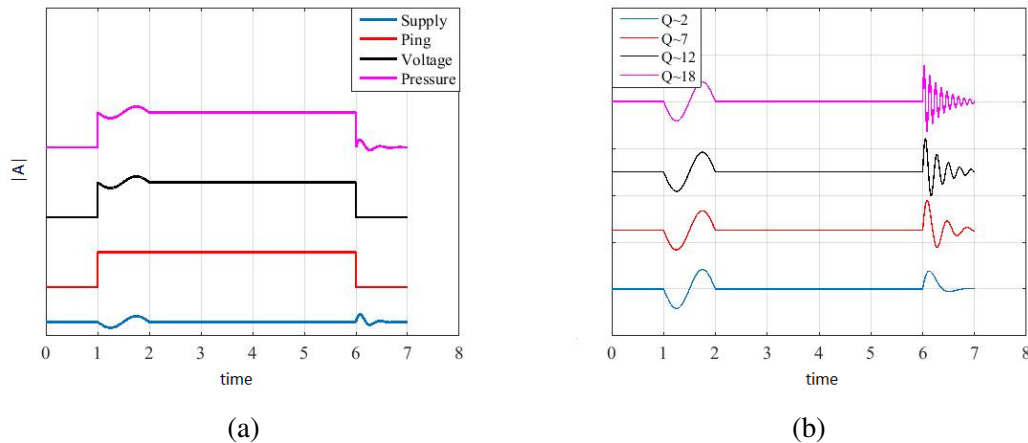 Supply
Ping
Voltage
Pressure
|A|
0 1 2 3 4 5 6 7 8
time
(a)
Q~2
Q~7
Q~12
Q~18
0 1 2 3 4 5 6 7 8
time
(b)